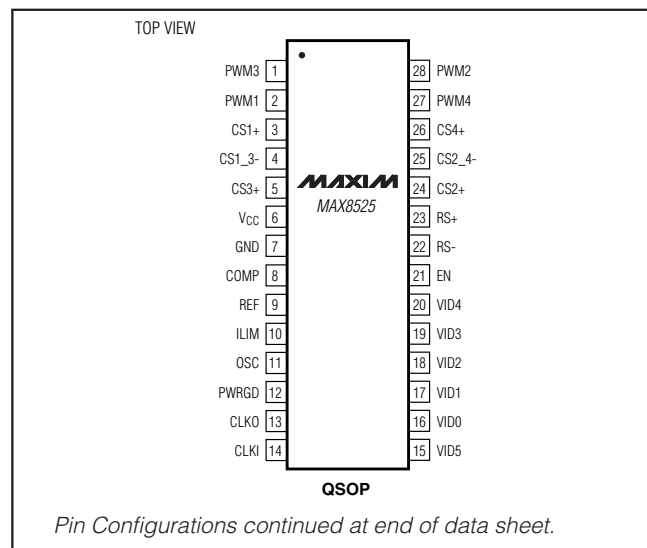 TOP VIEW
PWM3 1 28 PWM2
PWM1 2 27 PWM4
CS1+ 3 26 CS4+
CS1_3- 4 25 CS2_4-
CS3+ 5 MAXIM 24 CS2+
VCC 6 MAX8525 23 RS+
GND 7 22 RS-
COMP 8 21 EN
REF 9 20 VID4
ILIM 10 19 VID3
OSC 11 18 VID2
PWRGD 12 17 VID1
CLKO 13 16 VID0
CLKI 14 15 VID5
QSOP
Pin Configurations continued at end of data sheet.